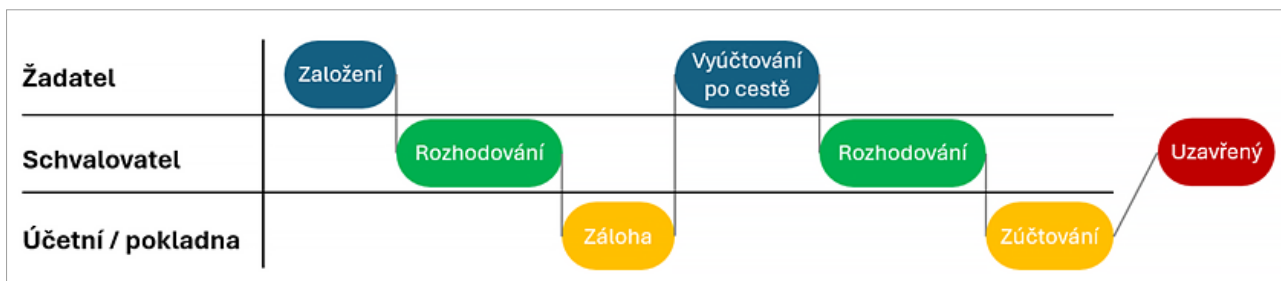 Žadatel
Založení
Vyúčtování
po cestě
Schvalovatel
Rozhodování
Rozhodování
Uzavřený
Účetní / pokladna
Záloha
Zúčtování